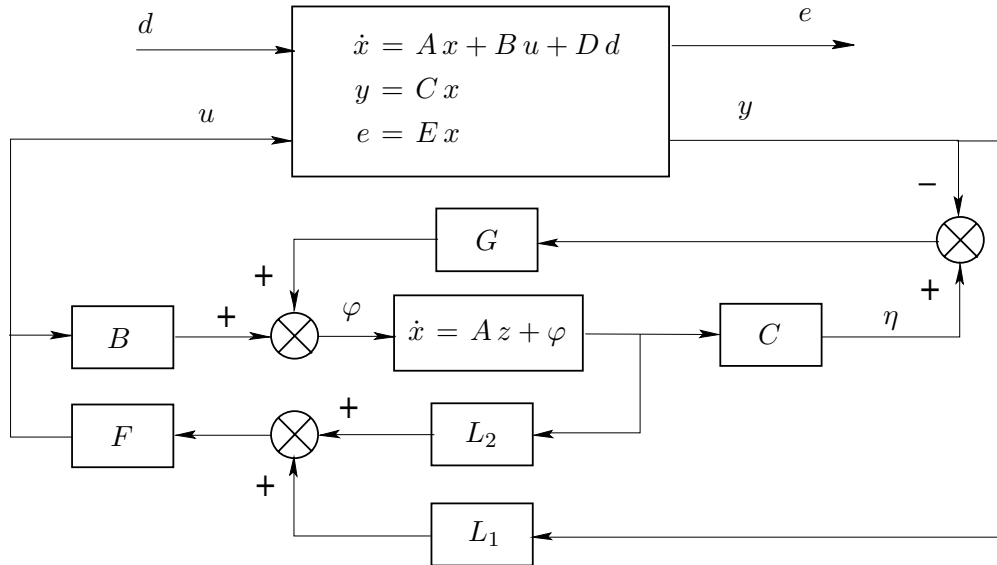 d
e
ẋ = A x + B u + D d
y = C x
e = E x
u
y
−
G
+
+
+
φ
η
B
ẋ = A z + φ
C
+
F
L₂
+
L₁